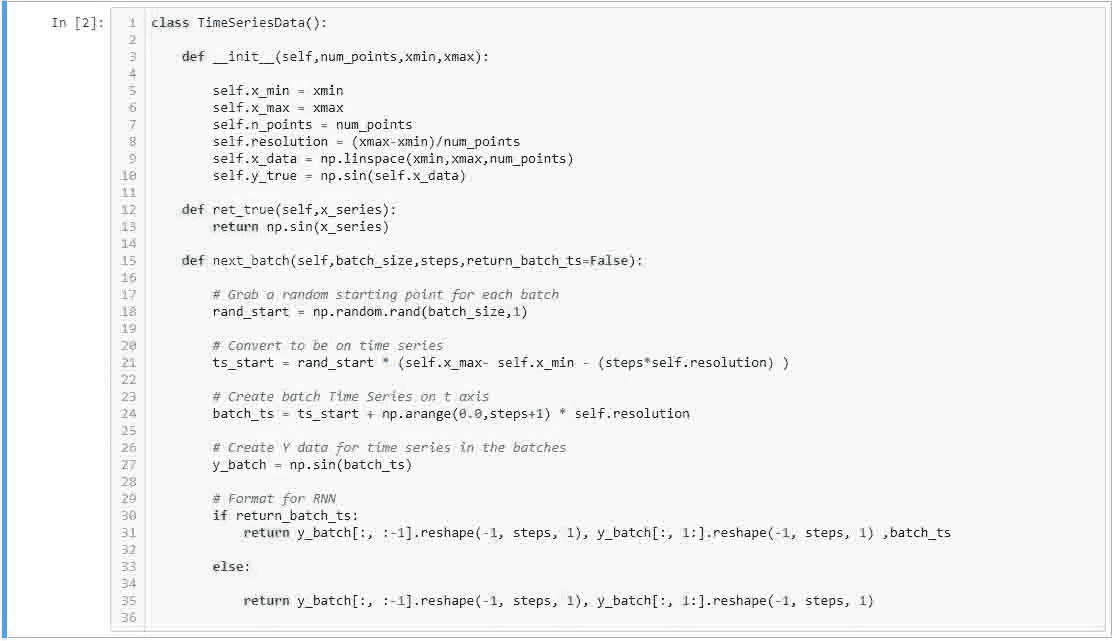 In [2]:
1 class TimeSeriesData():
2
3     def __init__(self,num_points,xmin,xmax):
4
5         self.x_min = xmin
6         self.x_max = xmax
7         self.n_points = num_points
8         self.resolution = (xmax-xmin)/num_points
9         self.x_data = np.linspace(xmin,xmax,num_points)
10         self.y_true = np.sin(self.x_data)
11
12     def ret_true(self,x_series):
13         return np.sin(x_series)
14
15     def next_batch(self,batch_size,steps,return_batch_ts=False):
16
17         # Grab a random starting point for each batch
18         rand_start = np.random.rand(batch_size,1)
19
20         # Convert to be on time series
21         ts_start = rand_start * (self.x_max- self.x_min - (steps*self.resolution) )
22
23         # Create batch Time Series on t axis
24         batch_ts = ts_start + np.arange(0.0,steps+1) * self.resolution
25
26         # Create Y data for time series in the batches
27         y_batch = np.sin(batch_ts)
28
29         # Format for RNN
30         if return_batch_ts:
31             return y_batch[:, :-1].reshape(-1, steps, 1), y_batch[:, 1:].reshape(-1, steps, 1) ,batch_ts
32
33         else:
34
35             return y_batch[:, :-1].reshape(-1, steps, 1), y_batch[:, 1:].reshape(-1, steps, 1)
36